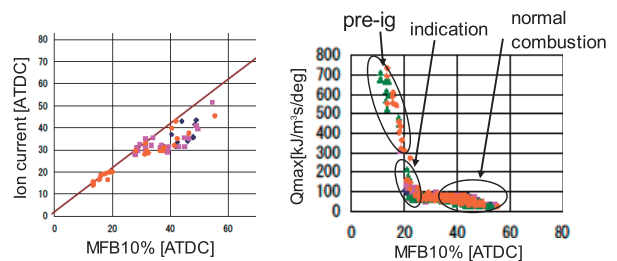 80
70
60
50
40
30
20
10
0
0 20 40 60
Ion current [ATDC]
MFB10% [ATDC]
pre-ig
indication
normal
combustion
800
700
600
500
400
300
200
100
0
0 20 40 60 80
Qmax[kJ/m³s/deg]
MFB10% [ATDC]